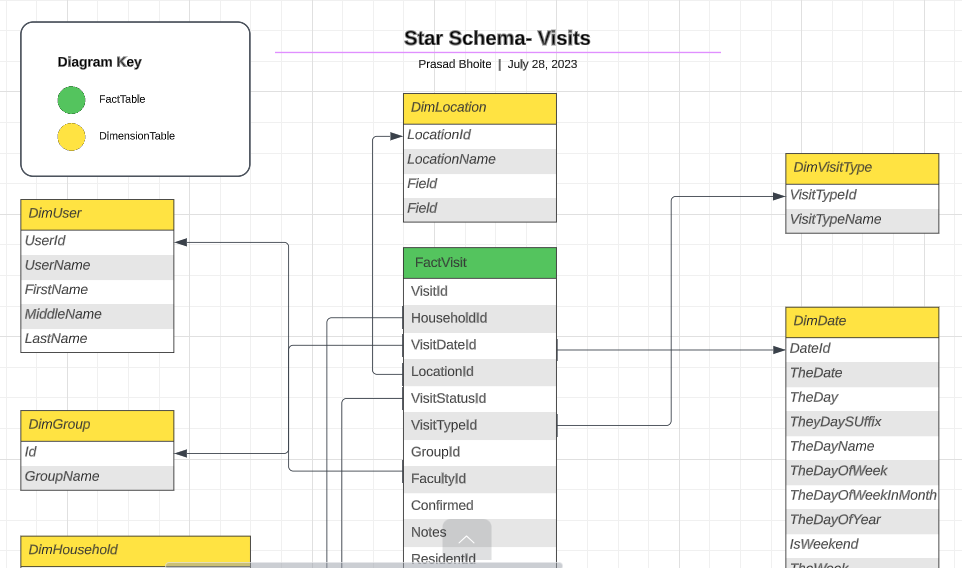 Star Schema- Visits
Prasad Bholte | July 28, 2023
Diagram Key
FactTable
DimensionTable
DimLocation
LocationId
LocationName
Field
Field
DimVisitType
VisitTypeId
VisitTypeName
DimUser
UserId
UserName
FirstName
MiddleName
LastName
FactVisit
VisitId
HouseholdId
VisitDateId
LocationId
VisitStatusId
VisitTypeId
GroupId
FacultyId
Confirmed
Notes
ResidentId
DimDate
DateId
TheDate
TheDay
TheyDaySUffix
TheDayName
TheDayOfWeek
TheDayOfWeekInMonth
TheDayOfYear
IsWeekend
TheWeek
DimGroup
Id
GroupName
DimHousehold